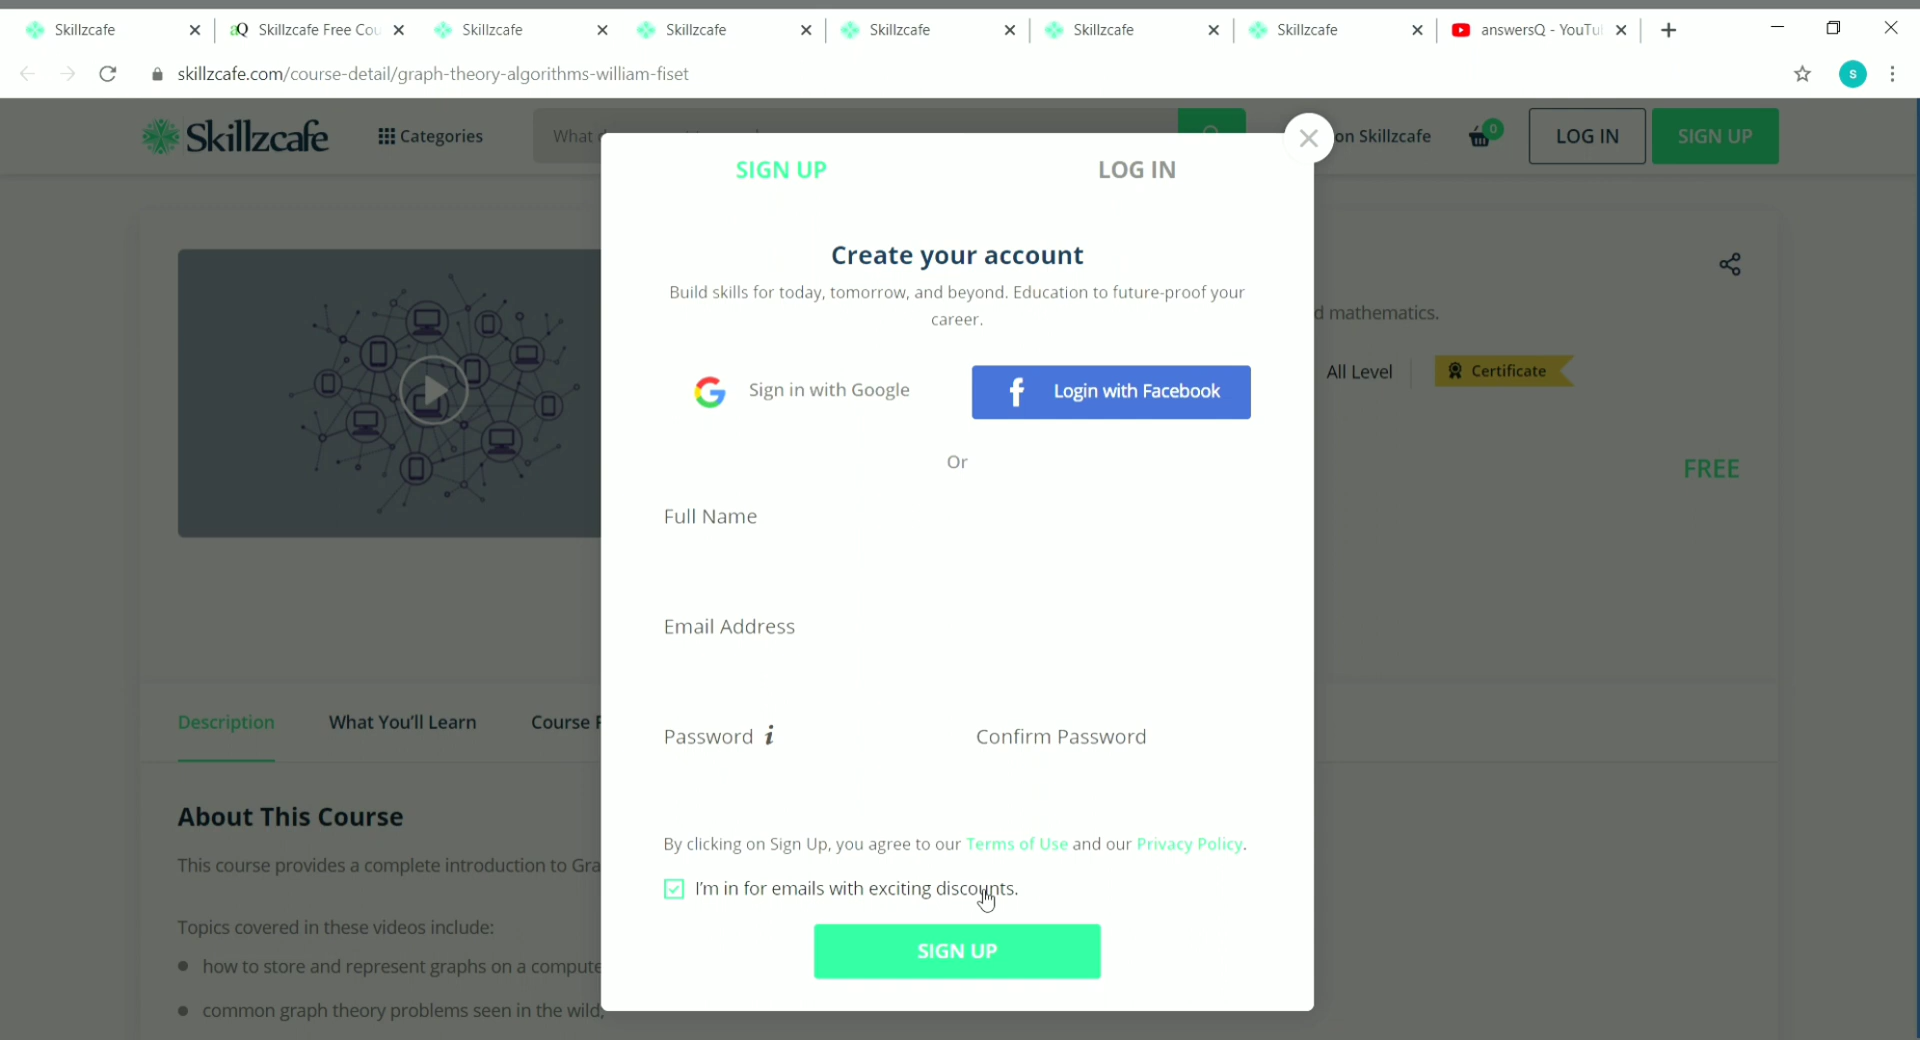 Skillzcafe
aQ Skillzcafe Free Cou
Skillzcafe
Skillzcafe
Skillzcafe
Skillzcafe
Skillzcafe
answersQ - YouTu
skillzcafe.com/course-detail/graph-theory-algorithms-william-fiset
S
Skillzcafe
Categories
What
on Skillzcafe
0
LOG IN
SIGN UP
SIGN UP
LOG IN
Create your account
Build skills for today, tomorrow, and beyond. Education to future-proof your
career.
d mathematics.
Sign in with Google
Login with Facebook
All Level
Certificate
Or
FREE
Full Name
Email Address
Description
What You'll Learn
Course
Password i
Confirm Password
About This Course
This course provides a complete introduction to Gra
By clicking on Sign Up, you agree to our Terms of Use and our Privacy Policy.
I'm in for emails with exciting discounts.
Topics covered in these videos include:
how to store and represent graphs on a compute
SIGN UP
common graph theory problems seen in the wild;